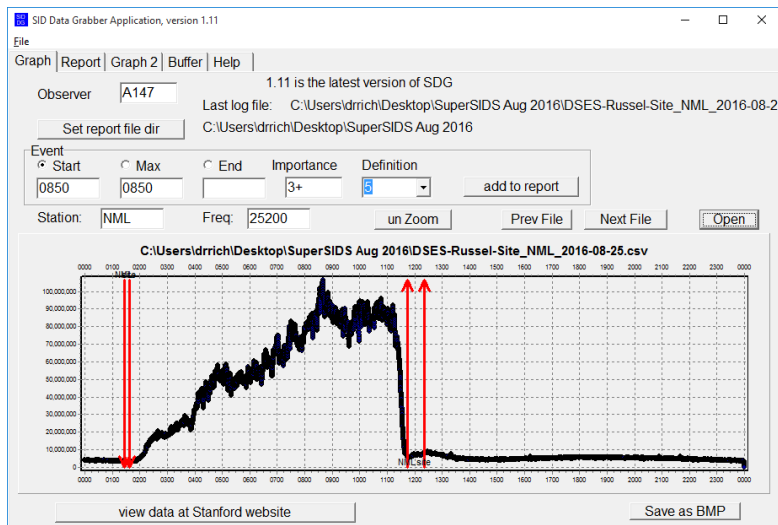 SID Data Grabber Application, version 1.11
File
Graph Report Graph 2 Buffer Help
1.11 is the latest version of SDG
Observer A147
Last log file: C:\Users\drrich\Desktop\SuperSIDS Aug 2016\DSES-Russel-Site_NML_2016-08-2
Set report file dir C:\Users\drrich\Desktop\SuperSIDS Aug 2016
Event
Start Max End Importance Definition
0850 0850 3+ 5 add to report
Station: NML Freq: 25200 un Zoom Prev File Next File Open
C:\Users\drrich\Desktop\SuperSIDS Aug 2016\DSES-Russel-Site_NML_2016-08-25.csv
0000 0100 0200 0300 0400 0500 0600 0700 0800 0900 1000 1100 1200 1300 1400 1500 1600 1700 1800 1900 2000 2100 2200 2300 0000
100,000,000
90,000,000
80,000,000
70,000,000
60,000,000
50,000,000
40,000,000
30,000,000
20,000,000
10,000,000
0
0000 0100 0200 0300 0400 0500 0600 0700 0800 0900 1000 1100 1200 1300 1400 1500 1600 1700 1800 1900 2000 2100 2200 2300 0000
view data at Stanford website Save as BMP